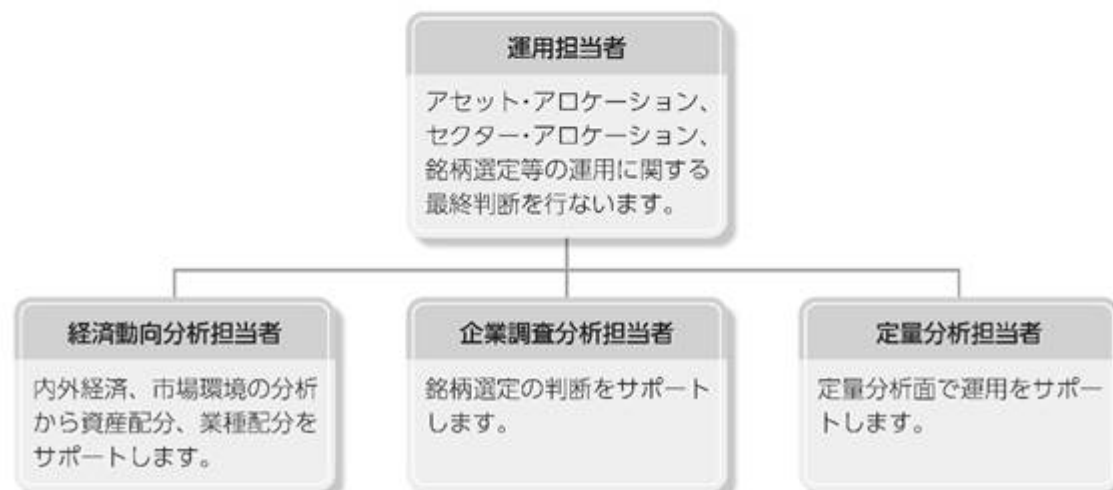 運用担当者
アセット・アロケーション、
セクター・アロケーション、
銘柄選定等の運用に関する
最終判断を行ないます。
経済動向分析担当者
内外経済、市場環境の分析
から資産配分、業種配分を
サポートします。
企業調査分析担当者
銘柄選定の判断をサポート
します。
定量分析担当者
定量分析面で運用をサポー
トします。